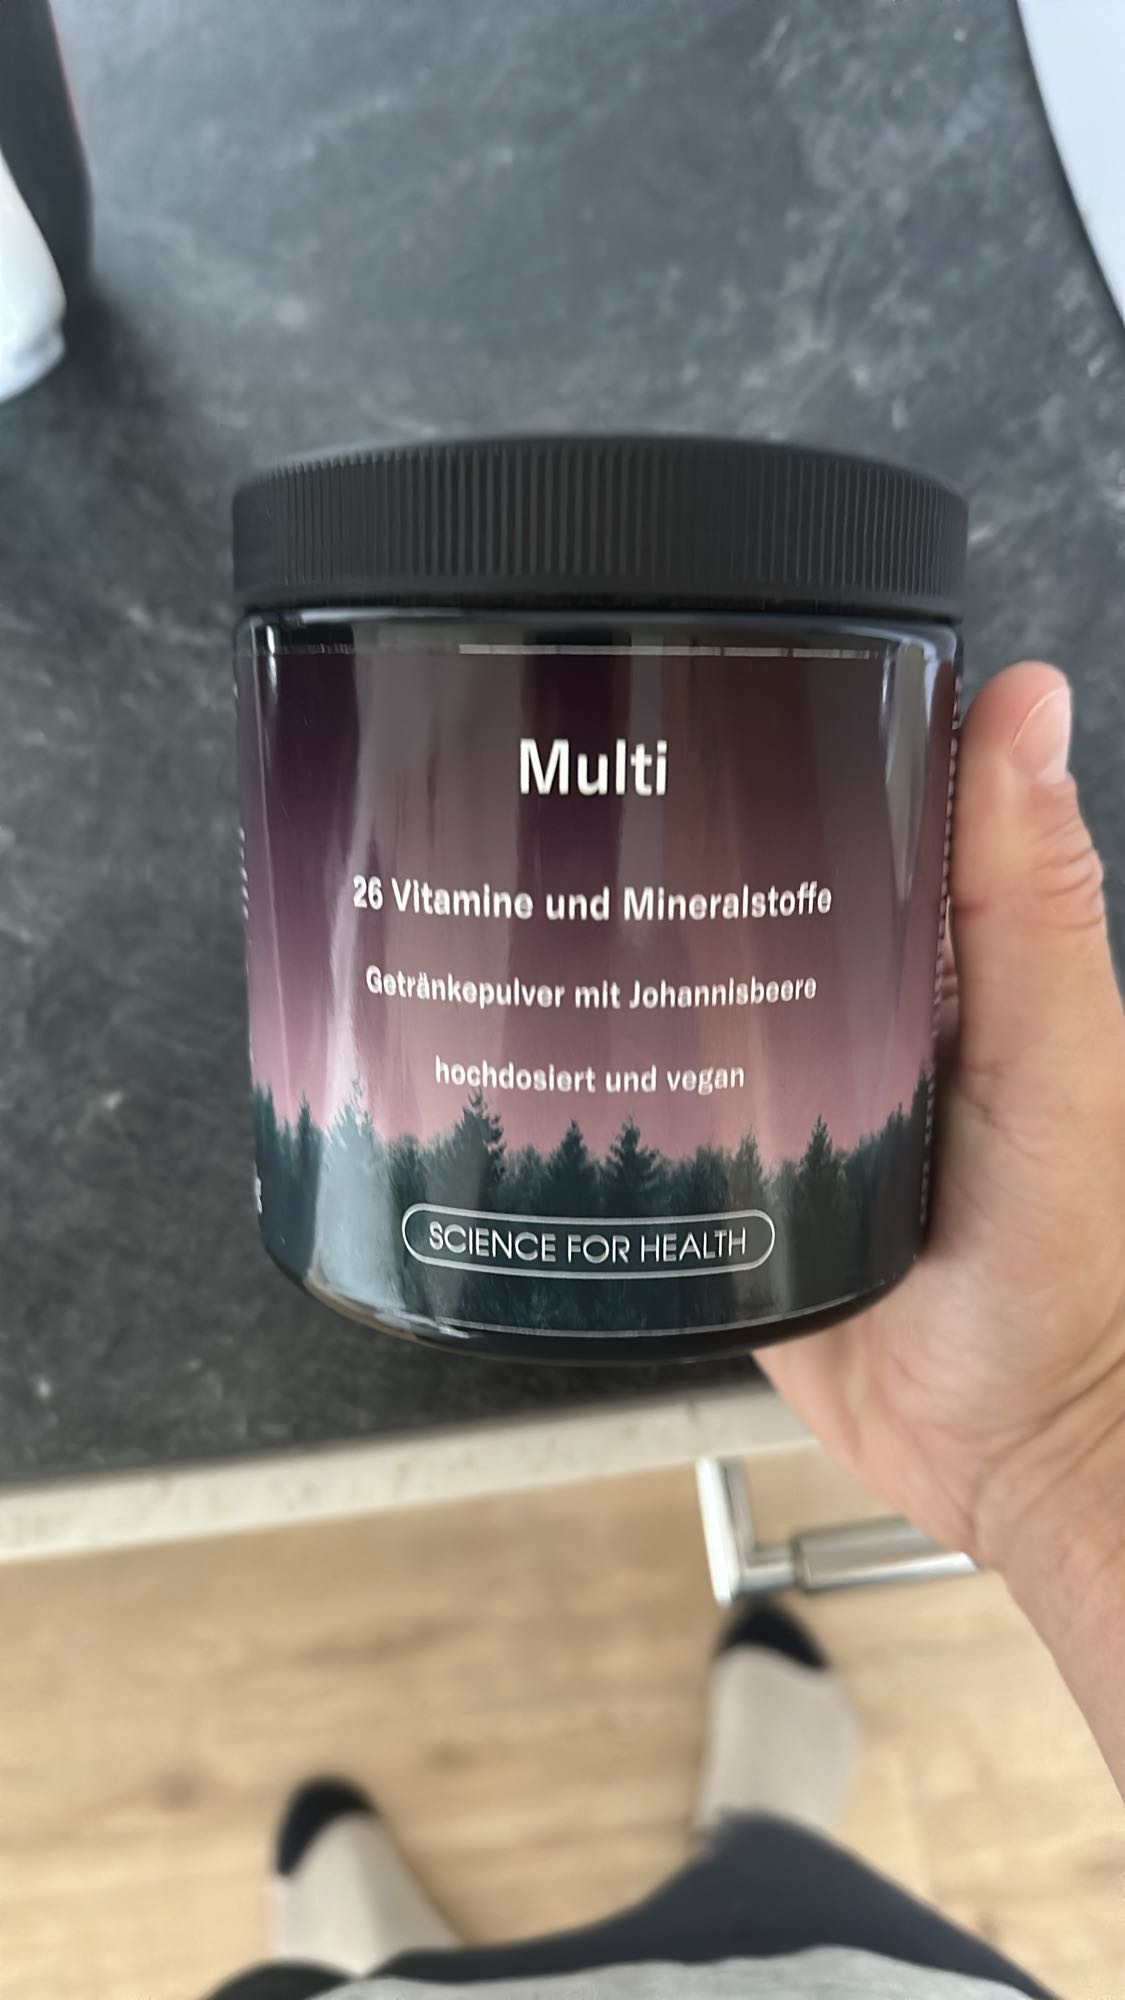 Multi
26 Vitamine und Mineralstoffe
Getränkepulver mit Johannisbeere
hochdosiert und vegan
SCIENCE FOR HEALTH